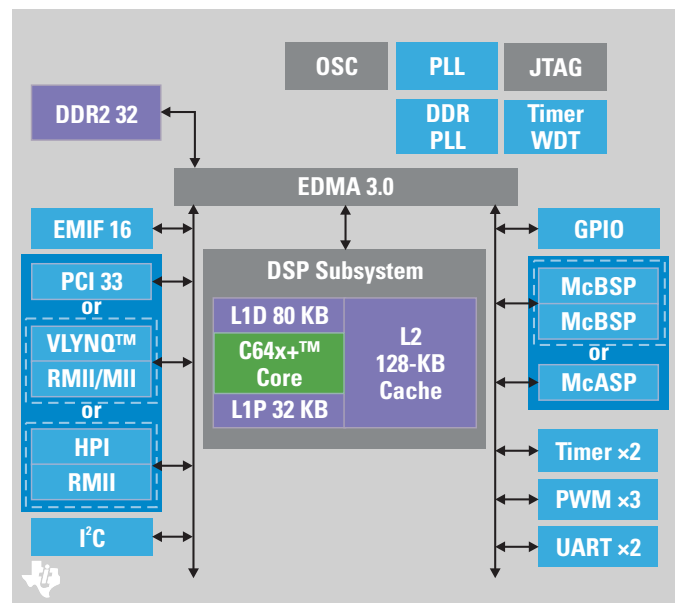 OSC
PLL
JTAG
DDR2 32
DDR
PLL
Timer
WDT
EDMA 3.0
EMIF 16
GPIO
PCI 33
or
VLYNQ™
RMII/MII
or
HPI
RMII
I²C
DSP Subsystem
L1D 80 KB
C64x+™
Core
L1P 32 KB
L2
128-KB
Cache
McBSP
McBSP
or
McASP
Timer ×2
PWM ×3
UART ×2